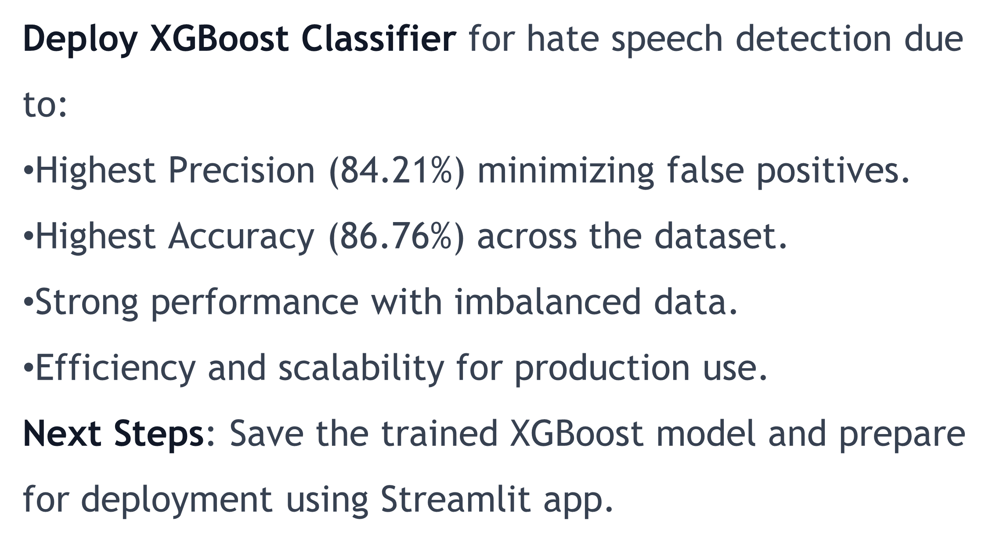 Deploy XGBoost Classifier for hate speech detection due
to:
•Highest Precision (84.21%) minimizing false positives.
•Highest Accuracy (86.76%) across the dataset.
•Strong performance with imbalanced data.
•Efficiency and scalability for production use.
Next Steps: Save the trained XGBoost model and prepare
for deployment using Streamlit app.